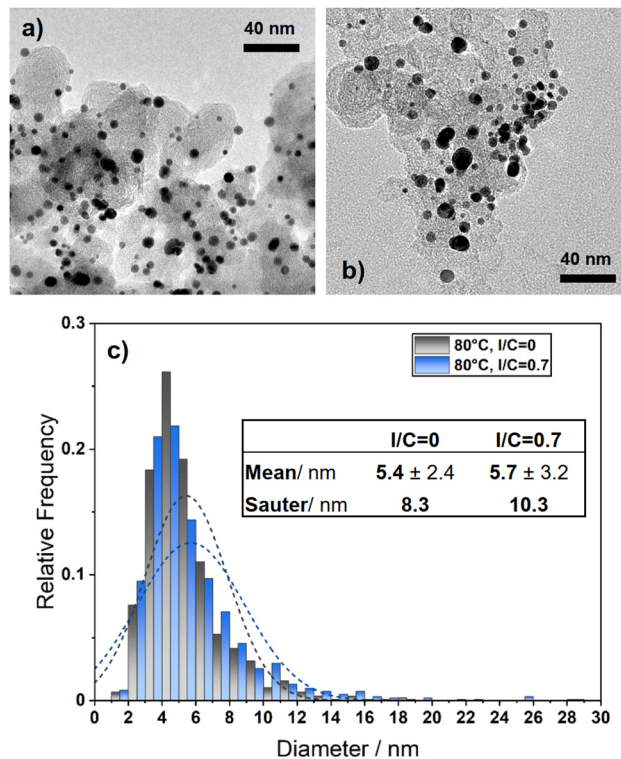 a)
40 nm
b)
40 nm
c)
80°C, I/C=0
80°C, I/C=0.7
I/C=0 I/C=0.7
Mean/ nm 5.4 ± 2.4 5.7 ± 3.2
Sauter/ nm 8.3 10.3
Relative Frequency
0.3
0.2
0.1
0
0 2 4 6 8 10 12 14 16 18 20 22 24 26 28 30
Diameter / nm